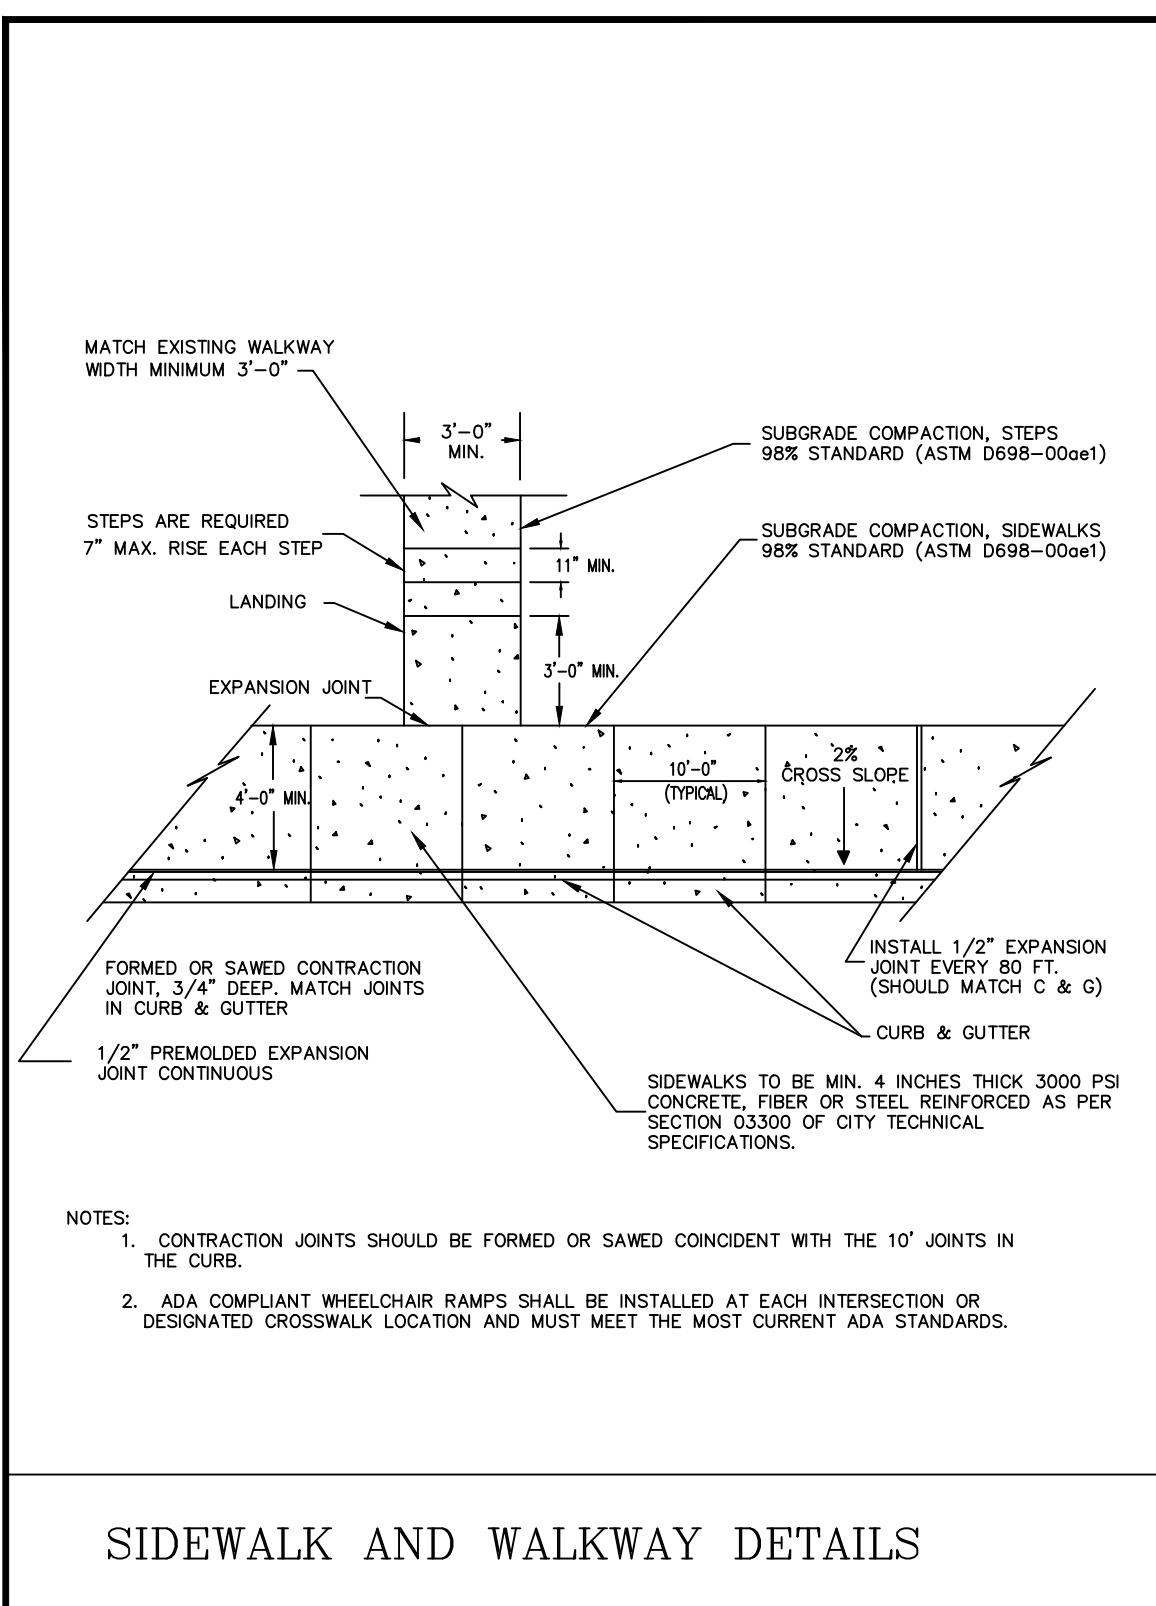 MATCH EXISTING WALKWAY
WIDTH MINIMUM 3'-0"
3'-0"
MIN.
SUBGRADE COMPACTION, STEPS
98% STANDARD (ASTM D698-00ae1)
STEPS ARE REQUIRED
7" MAX. RISE EACH STEP
SUBGRADE COMPACTION, SIDEWALKS
98% STANDARD (ASTM D698-00ae1)
11" MIN.
LANDING
3'-0" MIN.
EXPANSION JOINT
4'-0" MIN.
10'-0"
(TYPICAL)
2%
CROSS SLOPE
FORMED OR SAWED CONTRACTION
JOINT, 3/4" DEEP. MATCH JOINTS
IN CURB & GUTTER
INSTALL 1/2" EXPANSION
JOINT EVERY 80 FT.
(SHOULD MATCH C & G)
CURB & GUTTER
1/2" PREMOLDED EXPANSION
JOINT CONTINUOUS
SIDEWALKS TO BE MIN. 4 INCHES THICK 3000 PSI
CONCRETE, FIBER OR STEEL REINFORCED AS PER
SECTION 03300 OF CITY TECHNICAL
SPECIFICATIONS.
NOTES:
1. CONTRACTION JOINTS SHOULD BE FORMED OR SAWED COINCIDENT WITH THE 10' JOINTS IN
THE CURB.
2. ADA COMPLIANT WHEELCHAIR RAMPS SHALL BE INSTALLED AT EACH INTERSECTION OR
DESIGNATED CROSSWALK LOCATION AND MUST MEET THE MOST CURRENT ADA STANDARDS.
SIDEWALK AND WALKWAY DETAILS